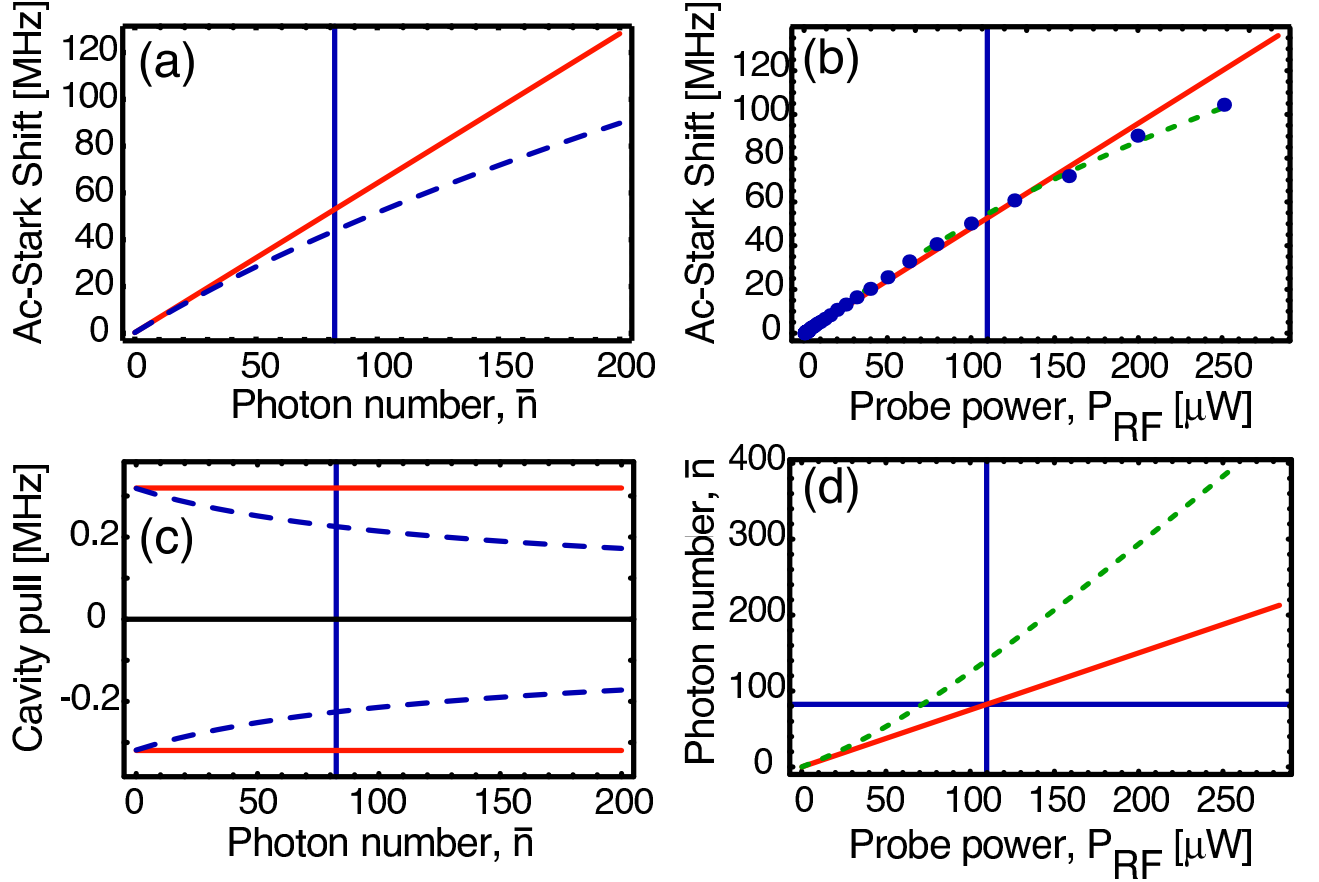 Ac-Stark Shift [MHz]
(a)
120
100
80
60
40
20
0
0 50 100 150 200
Photon number, n̄
Ac-Stark Shift [MHz]
(b)
120
100
80
60
40
20
0
0 50 100 150 200 250
Probe power, P_RF [μW]
Cavity pull [MHz]
(c)
0.2
0
-0.2
0 50 100 150 200
Photon number, n̄
Photon number, n̄
(d)
400
300
200
100
0
0 50 100 150 200 250
Probe power, P_RF [μW]